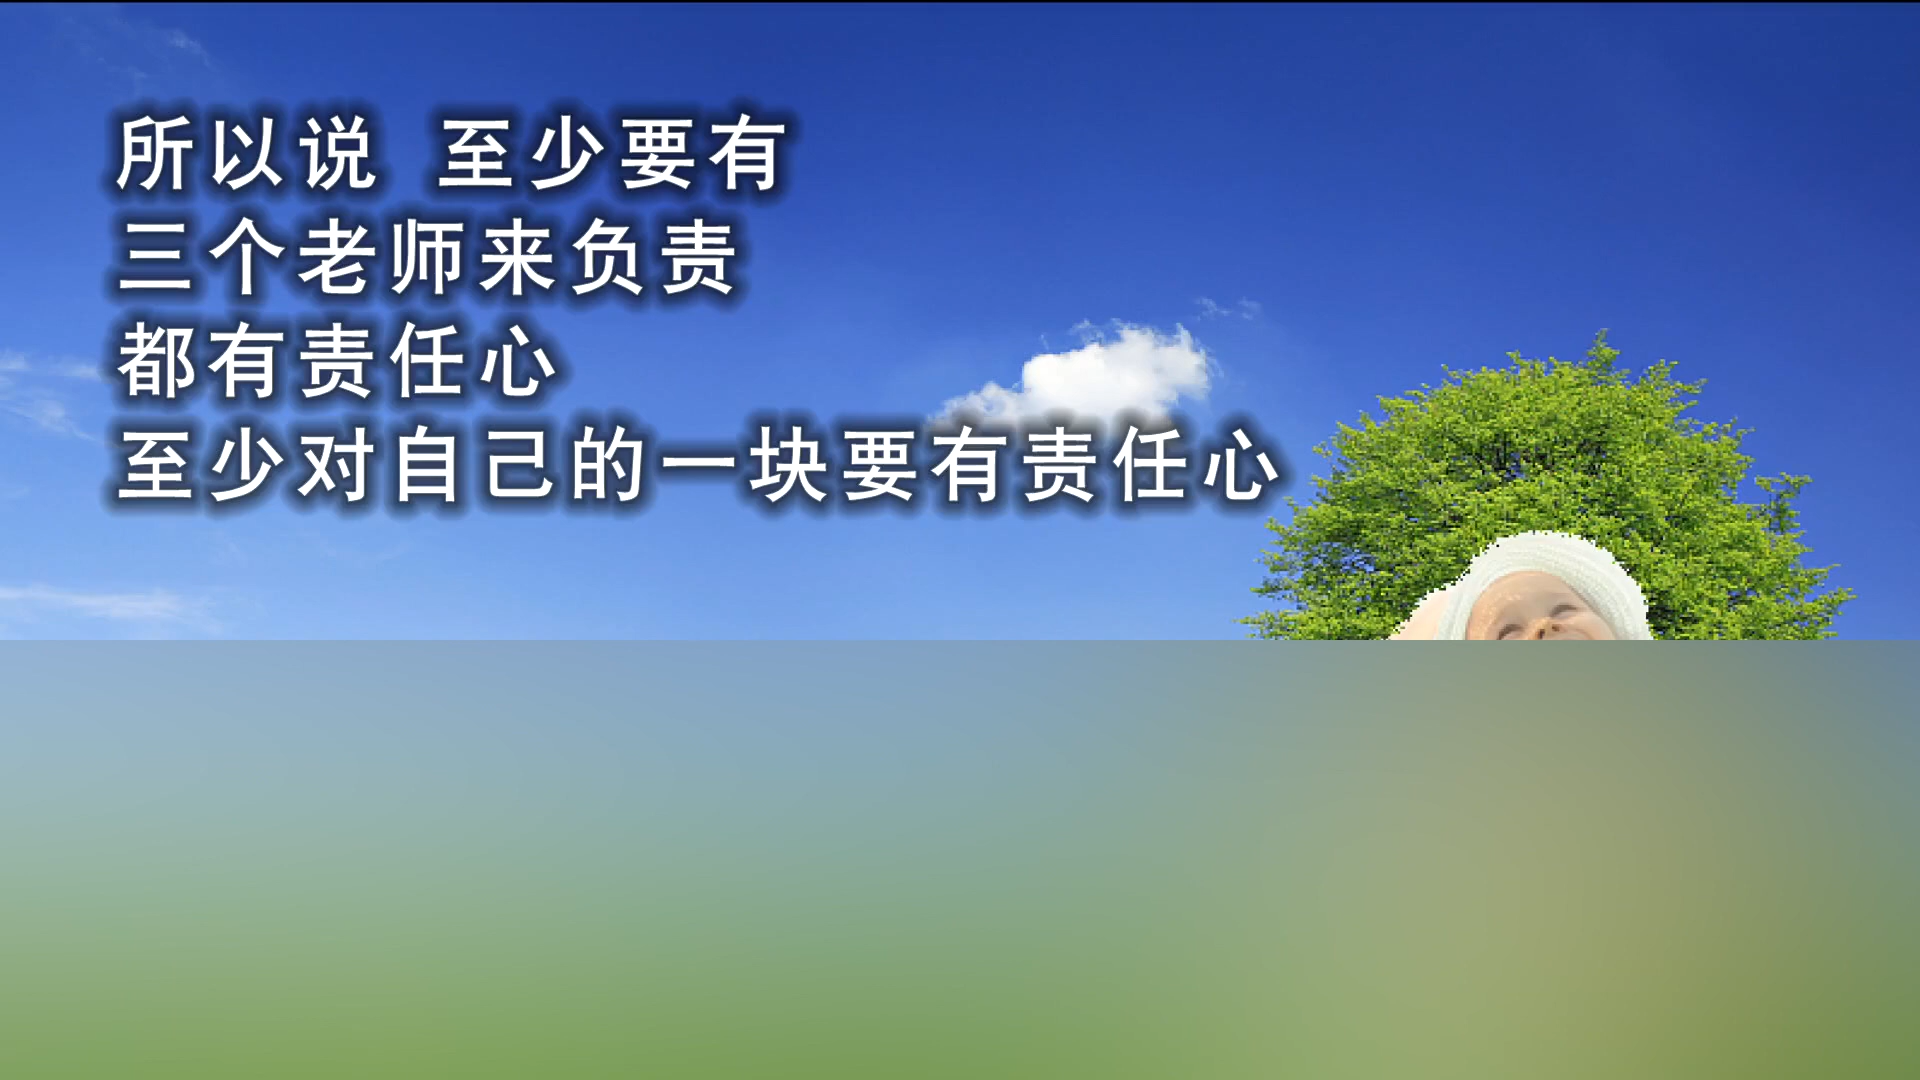 所以说 至少要有
三个老师来负责
都有责任心
至少对自己的一块要有责任心